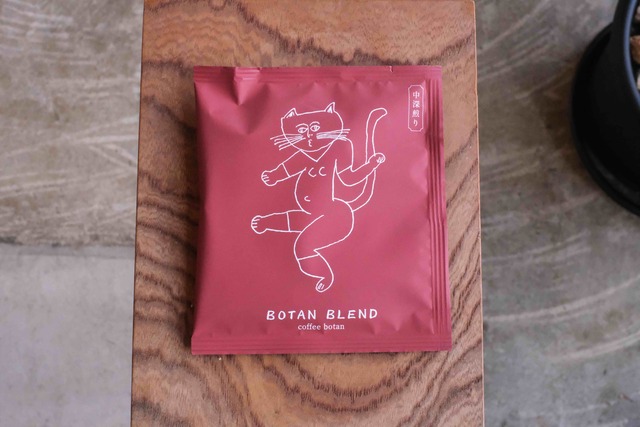 中深煎り
BOTAN BLEND
coffee botan